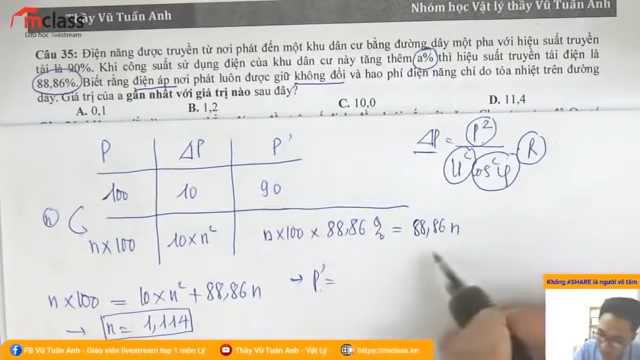 mclass
Lớp học livestream
Thầy Vũ Tuấn Anh
Nhóm học Vật lý thầy Vũ Tuấn Anh
Câu 35: Điện năng được truyền từ nơi phát đến một khu dân cư bằng đường dây một pha với hiệu suất truyền
tải là 90%. Khi công suất sử dụng điện của khu dân cư này tăng thêm a% thì hiệu suất truyền tải điện là
88,86%. Biết rằng điện áp nơi phát luôn được giữ không đổi và hao phí điện năng chỉ do tỏa nhiệt trên đường
dây. Giá trị của a gần nhất với giá trị nào sau đây?
A. 0,1 B. 1,2 C. 10,0 D. 11,4
P ΔP P'
ΔP = P² / U² cos²φ R
100 10 90
n
n×100 10×n² n×100×88,86% = 88,86n
n×100 = 10×n² + 88,86n → P' =
→ n = 1,114
Không #SHARE là người vô tâm
FB Vũ Tuấn Anh - Giáo viên livestream top 1 môn Lý
Thầy Vũ Tuấn Anh - Vật Lý
https://mclass.vn